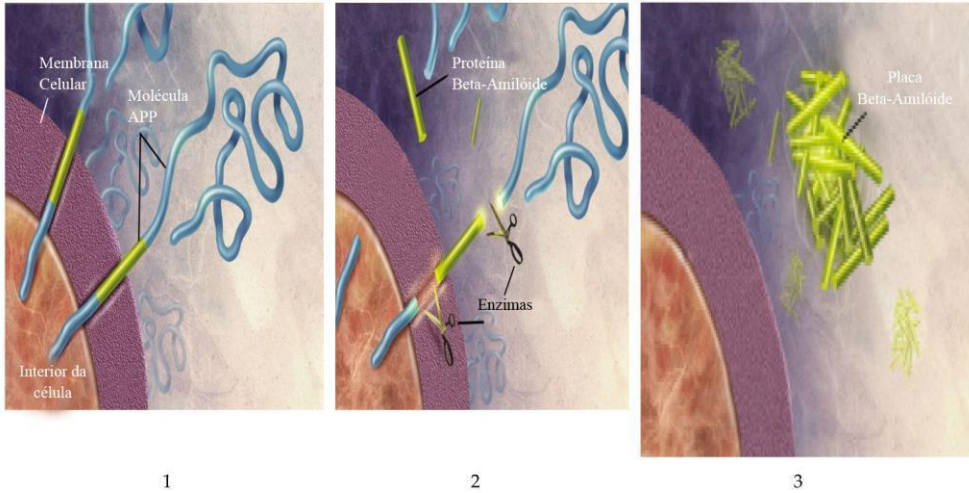 Membrana
Celular
Molécula
APP
Interior da
célula
Proteína
Beta-Amilóide
Enzimas
Placa
Beta-Amilóide
1
2
3